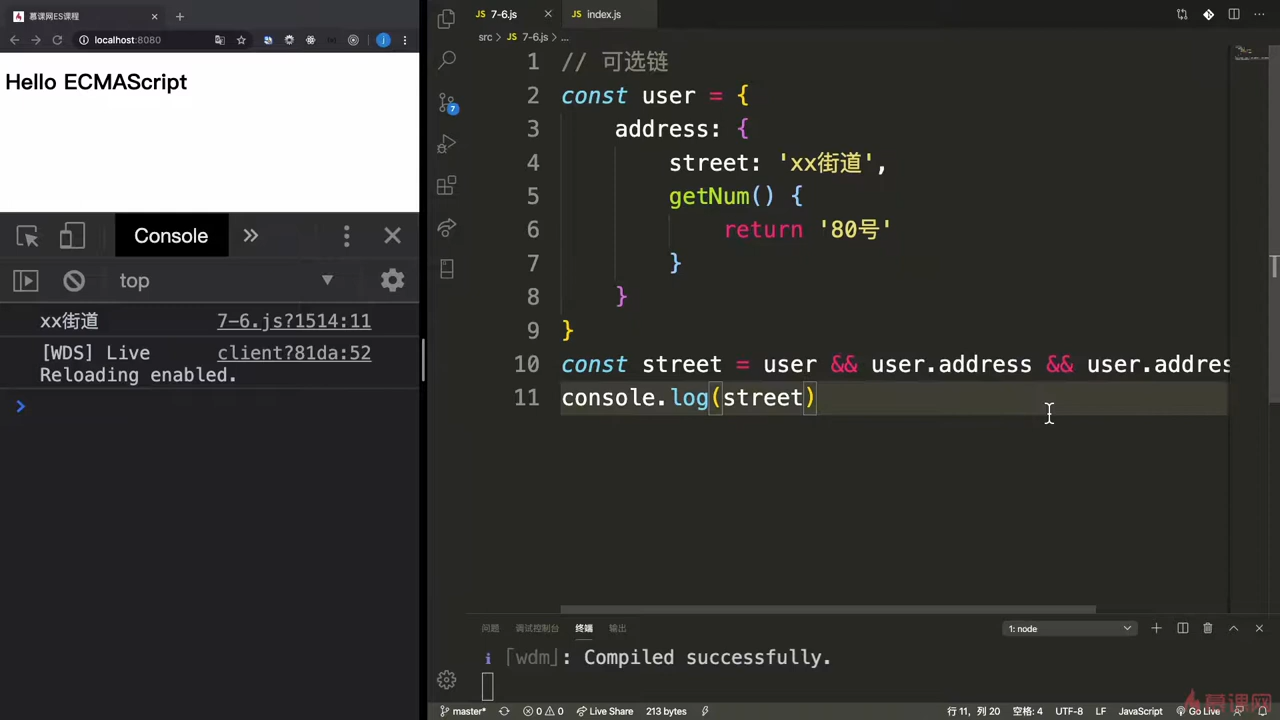 慕课网ES课程
localhost:8080
Hello ECMAScript
Console
top
xx街道 7-6.js?1514:11
[WDS] Live Reloading enabled. client?81da:52
7-6.js
index.js
src > JS 7-6.js > ...
1 // 可选链
2 const user = {
3 address: {
4 street: 'xx街道',
5 getNum() {
6 return '80号'
7 }
8 }
9 }
10 const street = user && user.address && user.addres
11 console.log(street)
问题 调试控制台 终端 输出
1: node
「wdm」: Compiled successfully.
master* 0 0 Live Share 213 bytes 行 11, 列 20 空格: 4 UTF-8 LF JavaScript Go Live
慕课网